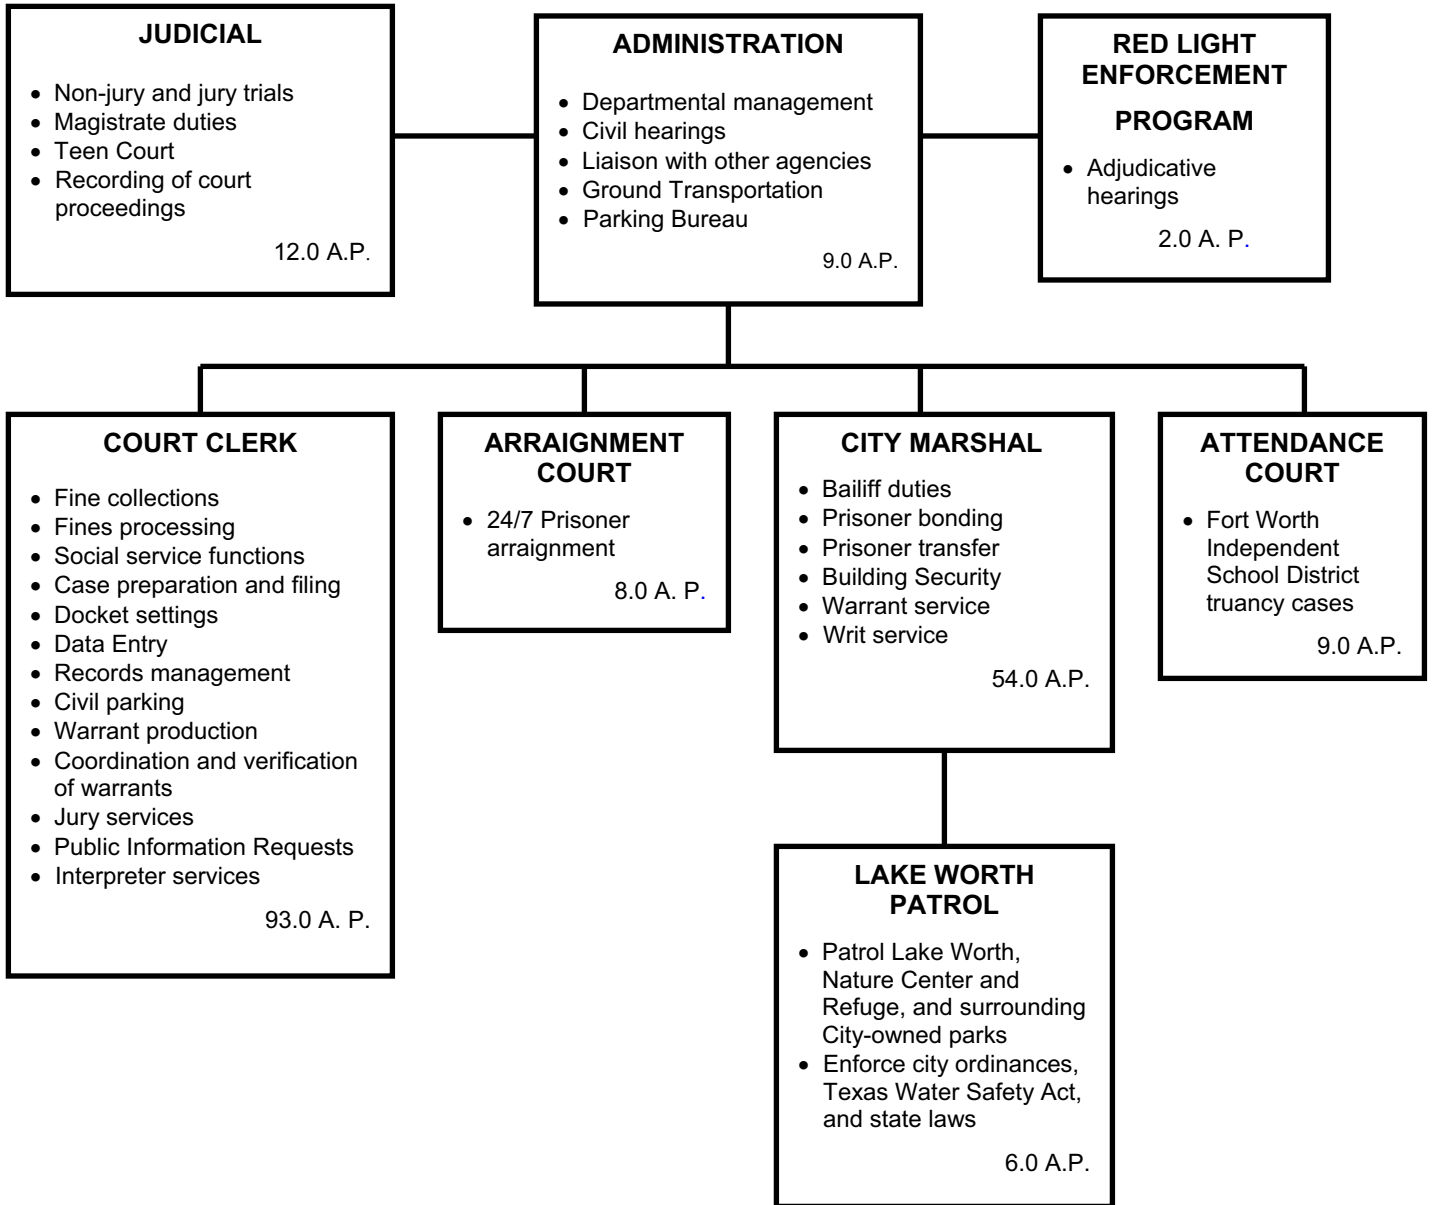 JUDICIAL
• Non-jury and jury trials
• Magistrate duties
• Teen Court
• Recording of court
proceedings
12.0 A.P.
ADMINISTRATION
• Departmental management
• Civil hearings
• Liaison with other agencies
• Ground Transportation
• Parking Bureau
9.0 A.P.
RED LIGHT
ENFORCEMENT
PROGRAM
• Adjudicative
hearings
2.0 A. P.
COURT CLERK
• Fine collections
• Fines processing
• Social service functions
• Case preparation and filing
• Docket settings
• Data Entry
• Records management
• Civil parking
• Warrant production
• Coordination and verification
of warrants
• Jury services
• Public Information Requests
• Interpreter services
93.0 A. P.
ARRAIGNMENT
COURT
• 24/7 Prisoner
arraignment
8.0 A. P.
CITY MARSHAL
• Bailiff duties
• Prisoner bonding
• Prisoner transfer
• Building Security
• Warrant service
• Writ service
54.0 A.P.
ATTENDANCE
COURT
• Fort Worth
Independent
School District
truancy cases
9.0 A.P.
LAKE WORTH
PATROL
• Patrol Lake Worth,
Nature Center and
Refuge, and surrounding
City-owned parks
• Enforce city ordinances,
Texas Water Safety Act,
and state laws
6.0 A.P.